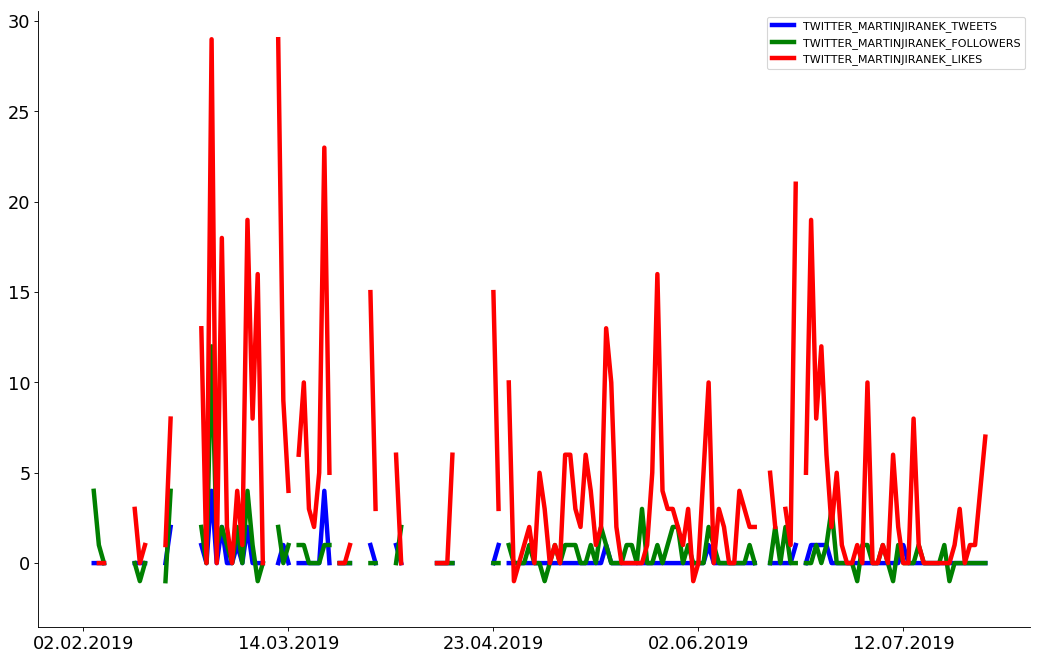 30
25
20
15
10
5
0
02.02.2019 14.03.2019 23.04.2019 02.06.2019 12.07.2019
TWITTER_MARTINJIRANEK_TWEETS
TWITTER_MARTINJIRANEK_FOLLOWERS
TWITTER_MARTINJIRANEK_LIKES